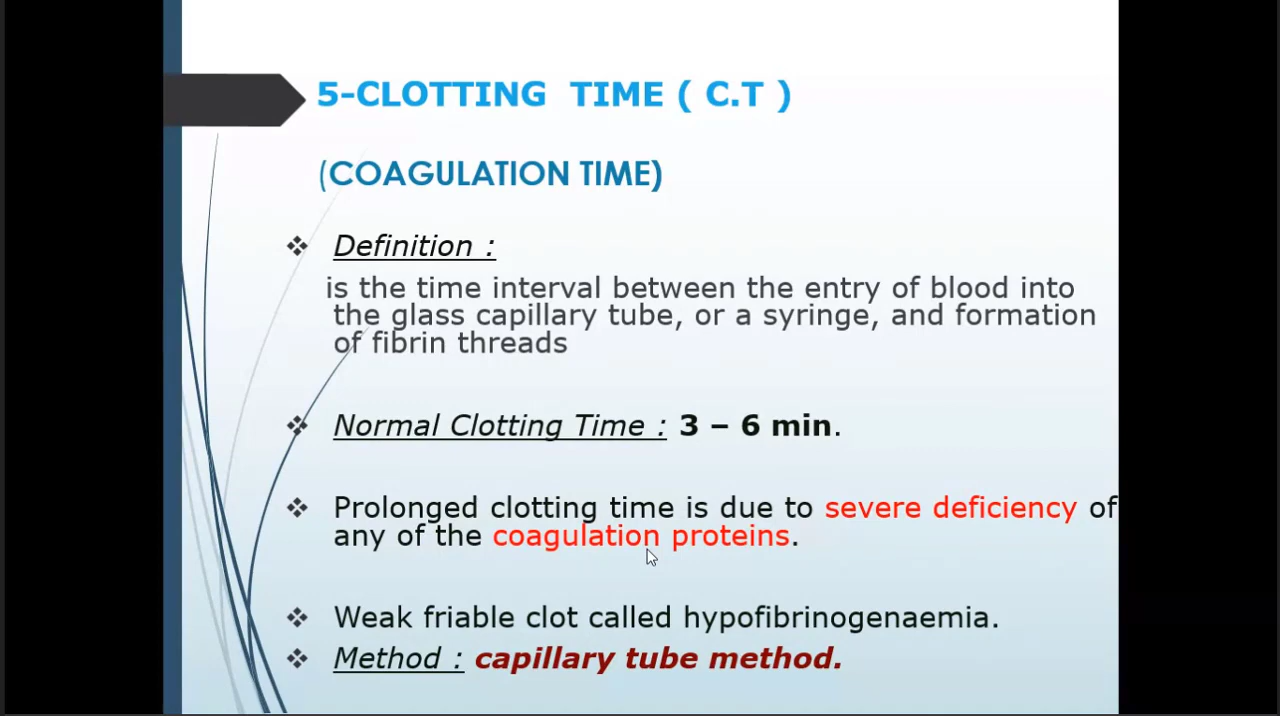 5-CLOTTING TIME ( C.T )
(COAGULATION TIME)
Definition :
is the time interval between the entry of blood into
the glass capillary tube, or a syringe, and formation
of fibrin threads
Normal Clotting Time : 3 – 6 min.
Prolonged clotting time is due to severe deficiency of
any of the coagulation proteins.
Weak friable clot called hypofibrinogenaemia.
Method : capillary tube method.